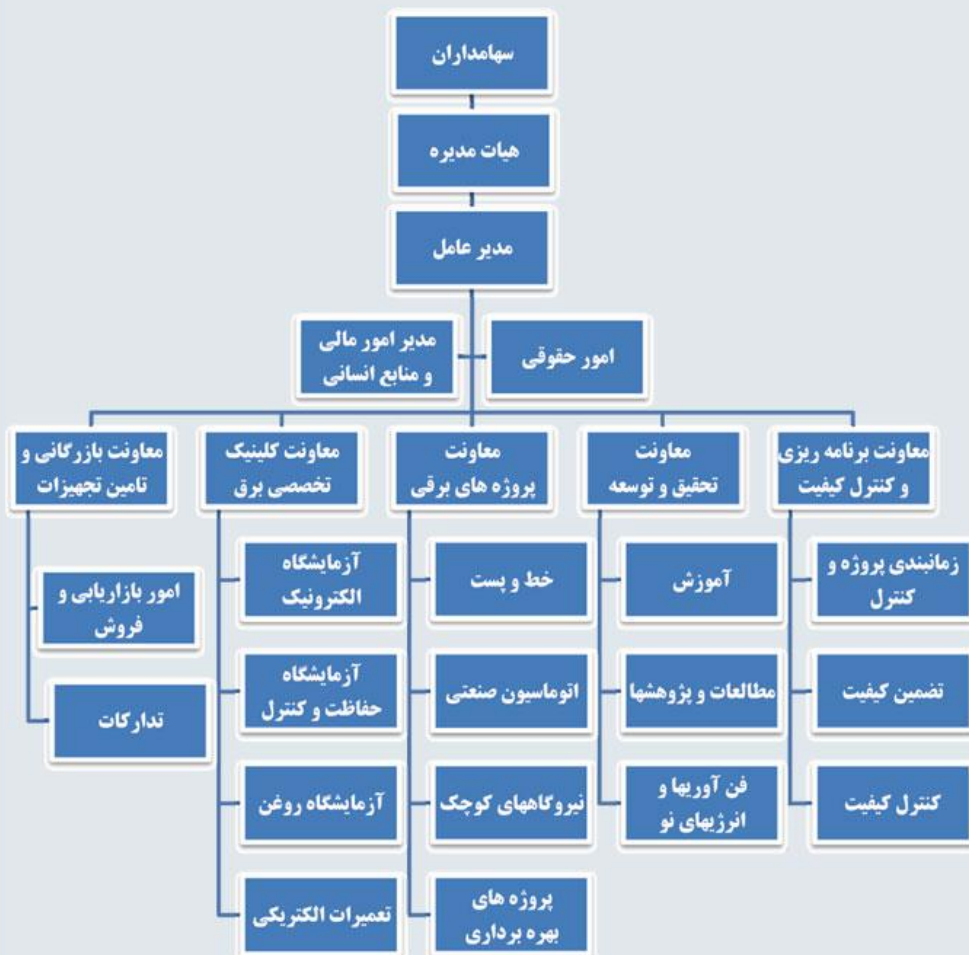 سهامداران
هیات مدیره
مدیر عامل
امور حقوقی
مدیر امور مالی
و منابع انسانی
معاونت برنامه ریزی
و کنترل کیفیت
معاونت
تحقیق و توسعه
معاونت
پروژه های برقی
معاونت کلینیک
تخصصی برق
معاونت بازرگانی و
تامین تجهیزات
زمانبندی پروژه و
کنترل
تضمین کیفیت
کنترل کیفیت
آموزش
مطالعات و پژوهشها
فن آوریها و
انرژیهای نو
خط و پست
اتوماسیون صنعتی
نیروگاههای کوچک
پروژه های
بهره برداری
آزمایشگاه
الکترونیک
آزمایشگاه
حفاظت و کنترل
آزمایشگاه روغن
تعمیرات الکتریکی
امور بازاریابی و
فروش
تدارکات